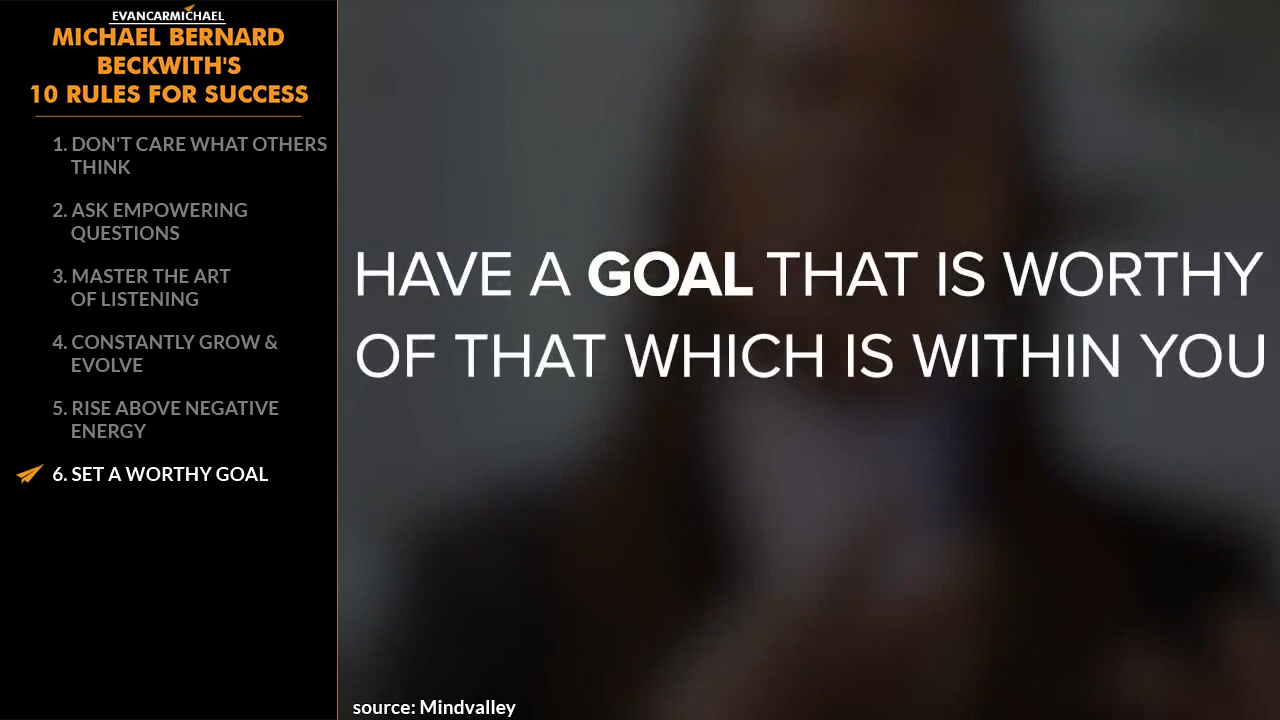 EVANCARMICHAEL
MICHAEL BERNARD
BECKWITH'S
10 RULES FOR SUCCESS
1. DON'T CARE WHAT OTHERS
THINK
2. ASK EMPOWERING
QUESTIONS
3. MASTER THE ART
OF LISTENING
4. CONSTANTLY GROW &
EVOLVE
5. RISE ABOVE NEGATIVE
ENERGY
6. SET A WORTHY GOAL
HAVE A GOAL THAT IS WORTHY
OF THAT WHICH IS WITHIN YOU
source: Mindvalley